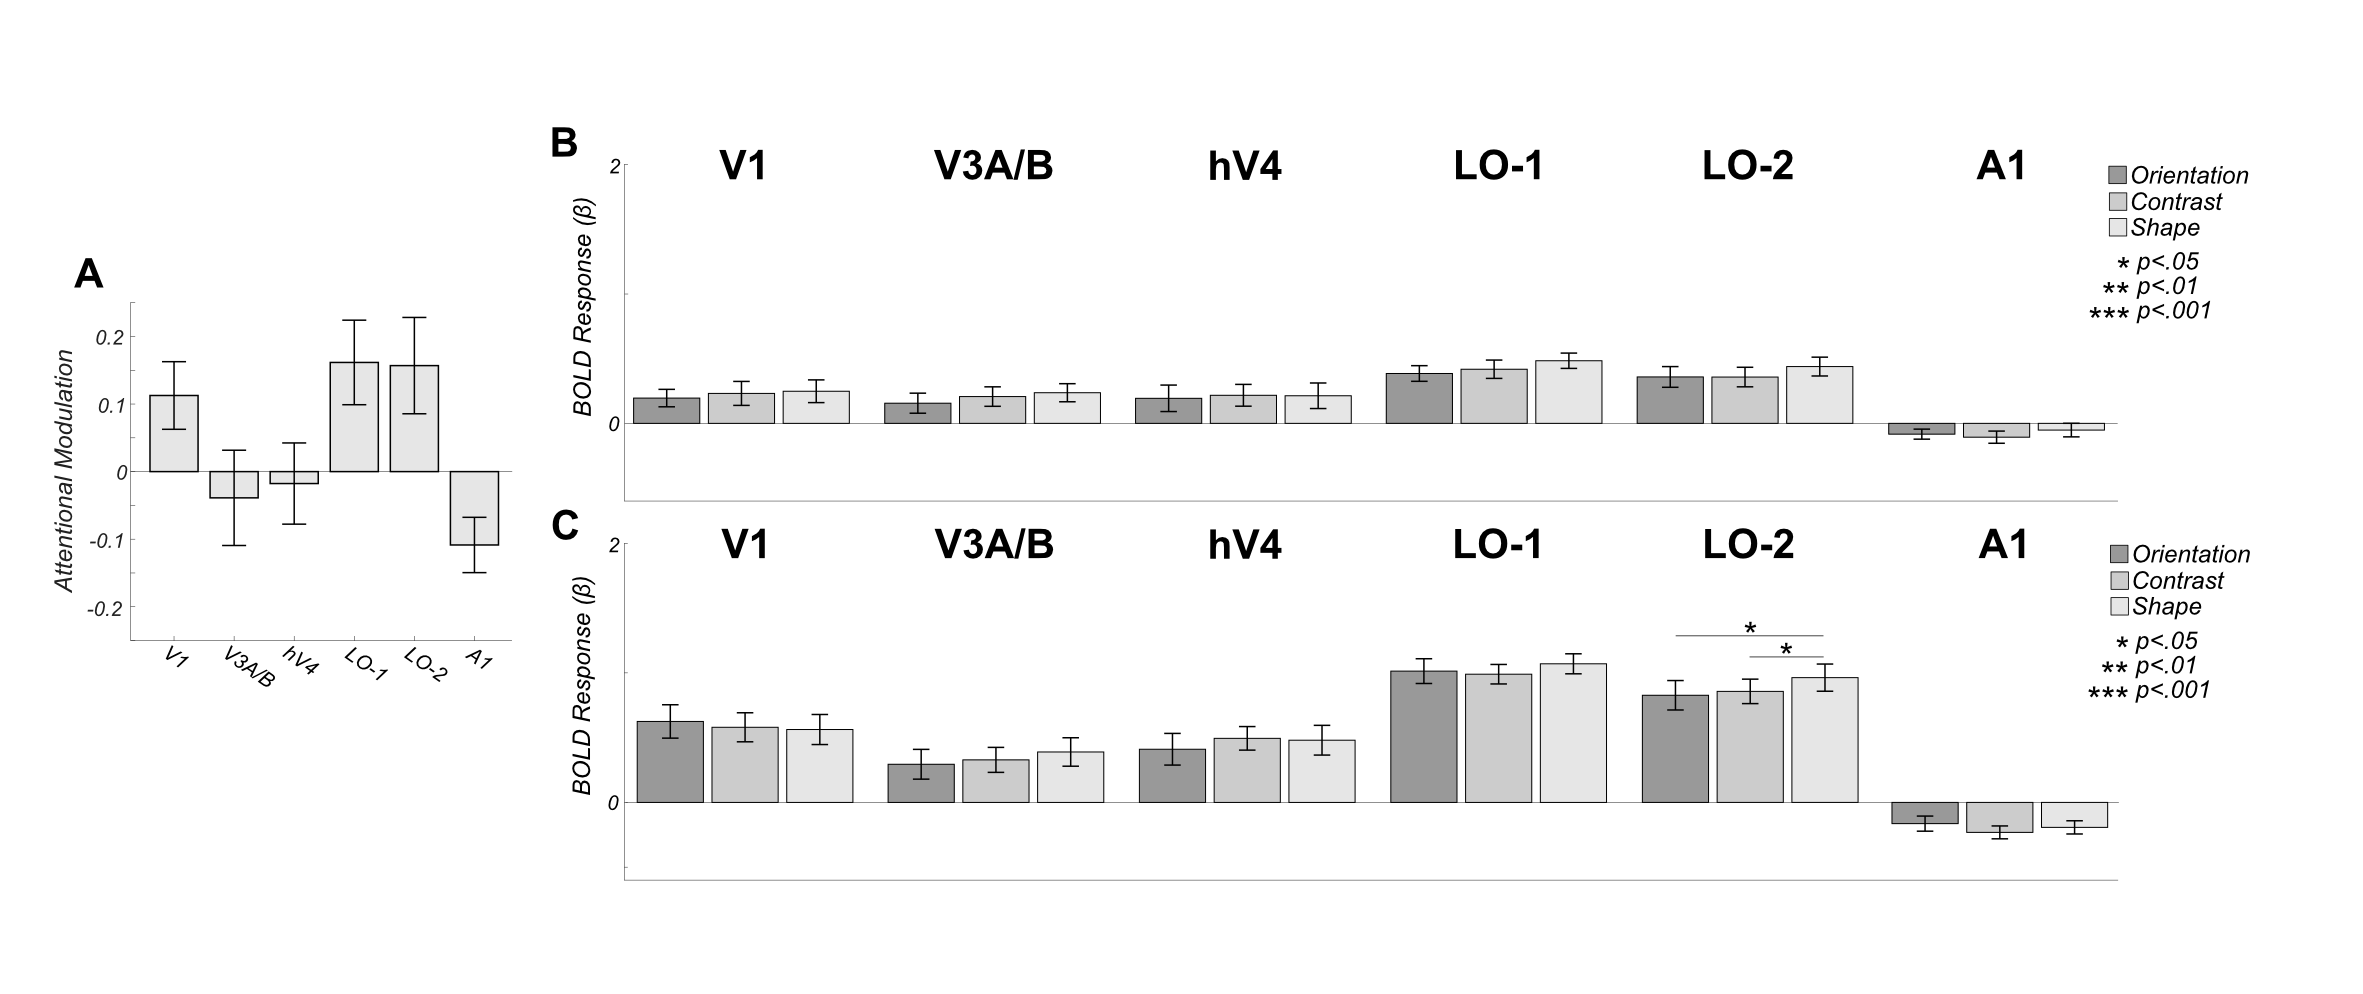 A
Attentional Modulation
0.2
0.1
0
-0.1
-0.2
V1
V3A/B
hV4
LO-1
LO-2
A1
B
BOLD Response (β)
2
0
V1
V3A/B
hV4
LO-1
LO-2
A1
Orientation
Contrast
Shape
* p<.05
** p<.01
*** p<.001
C
BOLD Response (β)
2
0
V1
V3A/B
hV4
LO-1
LO-2
A1
*
*
Orientation
Contrast
Shape
* p<.05
** p<.01
*** p<.001